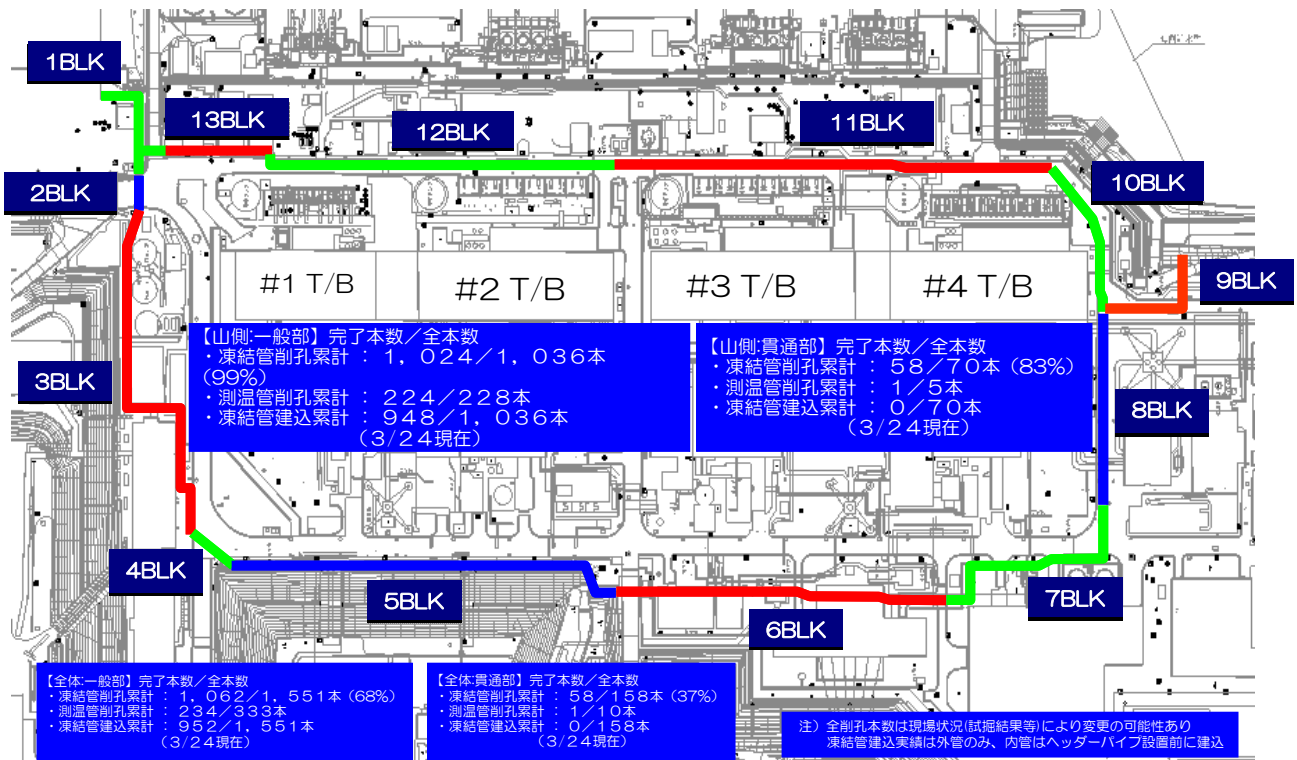 1BLK
13BLK
12BLK
11BLK
10BLK
2BLK
9BLK
#1 T/B
#2 T/B
#3 T/B
#4 T/B
【山側:一般部】完了本数／全本数
・凍結管削孔累計 ： 1，024／1，036本
(99%)
・測温管削孔累計 ： 224／228本
・凍結管建込累計 ： 948／1，036本
（3/24現在）
【山側:貫通部】完了本数／全本数
・凍結管削孔累計 ： 58／70本 (83%)
・測温管削孔累計 ： 1／5本
・凍結管建込累計 ： 0／70本
（3/24現在）
3BLK
8BLK
4BLK
5BLK
6BLK
7BLK
【全体:一般部】完了本数／全本数
・凍結管削孔累計 ： 1，062／1，551本 (68%)
・測温管削孔累計 ： 234／333本
・凍結管建込累計 ： 952／1，551本
（3/24現在）
【全体:貫通部】完了本数／全本数
・凍結管削孔累計 ： 58／158本 (37%)
・測温管削孔累計 ： 1／10本
・凍結管建込累計 ： 0／158本
（3/24現在）
注） 全削孔本数は現場状況(試掘結果等)により変更の可能性あり
凍結管建込実績は外管のみ、内管はヘッダーパイプ設置前に建込